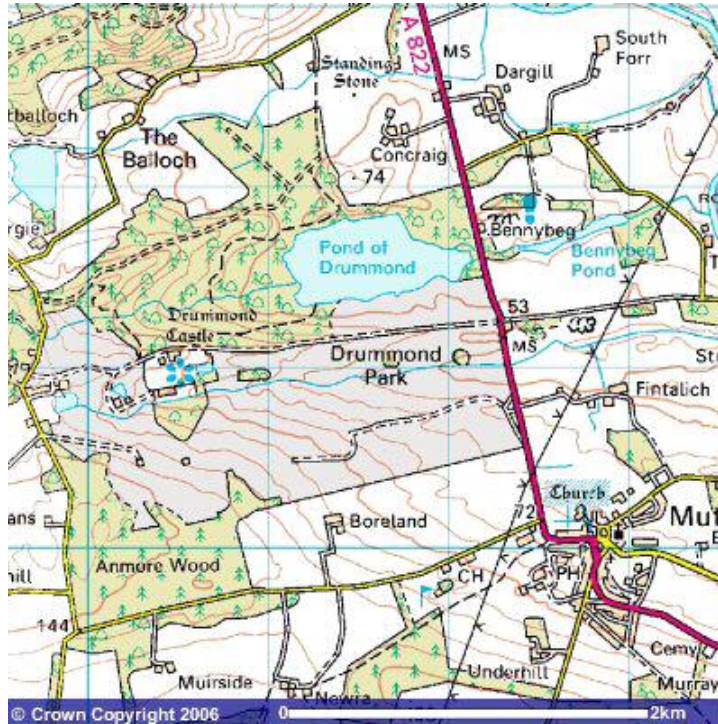 A 822
MS
South
Forr
Standing
Stone
Dargill
The
Balloch
Concraig
74
Bennybeg
Pond of
Drummond
Bennybeg
Pond
Drummond
Castle
53
MS
Drummond
Park
Fintalich
Church
72
Boreland
Anmore Wood
CH
PH
144
Cemy
Muirside
Underhill
Murray
© Crown Copyright 2006
0
2km